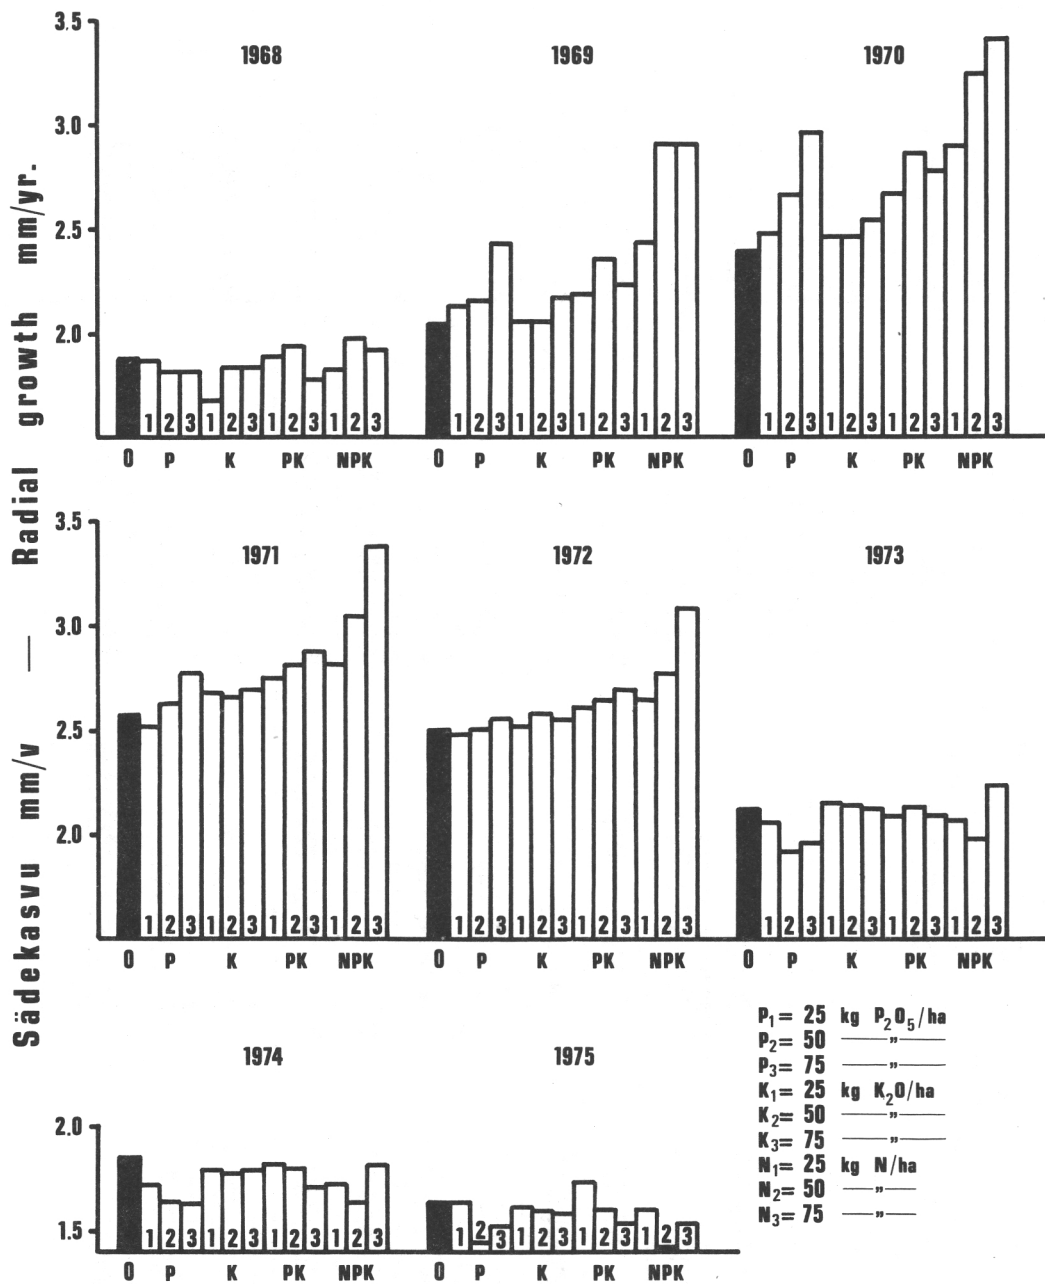 Sädekasvu mm/v — Radial growth mm/yr.
3.5
3.0
2.5
2.0
1968 1969 1970
1 2 3 1 2 3 1 2 3 1 2 3 1 2 3 1 2 3 1 2 3 1 2 3 1 2 3 1 2 3 1 2 3 1 2 3
0 P K PK NPK 0 P K PK NPK 0 P K PK NPK
3.5
3.0
2.5
2.0
1971 1972 1973
1 2 3 1 2 3 1 2 3 1 2 3 1 2 3 1 2 3 1 2 3 1 2 3 1 2 3 1 2 3 1 2 3 1 2 3
0 P K PK NPK 0 P K PK NPK 0 P K PK NPK
1974 1975
2.0
1.5
1 2 3 1 2 3 1 2 3 1 2 3 1 2 3 1 2 3 1 2 3 1 2 3
0 P K PK NPK 0 P K PK NPK
P₁= 25 kg P₂O₅/ha
P₂= 50 —„—
P₃= 75 —„—
K₁= 25 kg K₂O/ha
K₂= 50 —„—
K₃= 75 —„—
N₁= 25 kg N/ha
N₂= 50 —„—
N₃= 75 —„—